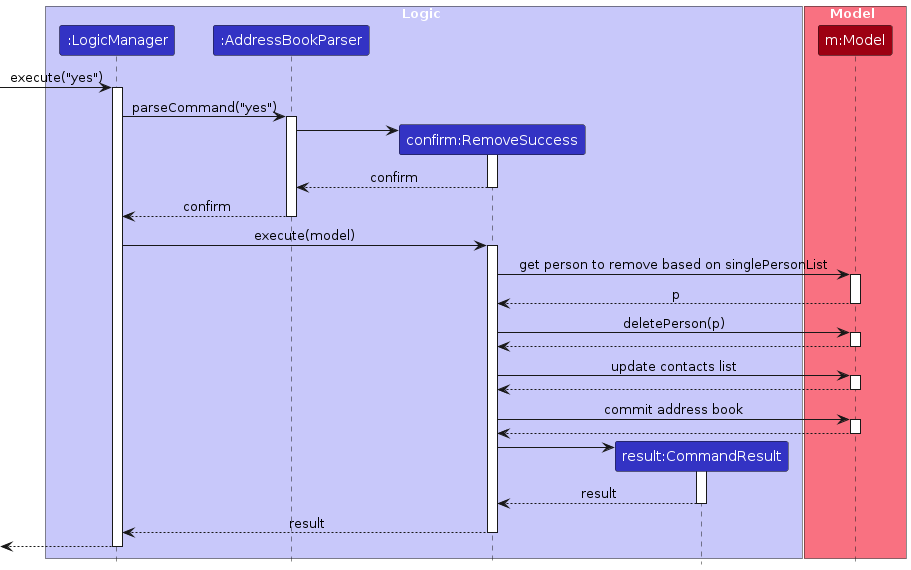 Logic
Model
:LogicManager
:AddressBookParser
m:Model
execute("yes")
parseCommand("yes")
confirm:RemoveSuccess
confirm
confirm
execute(model)
get person to remove based on singlePersonList
p
deletePerson(p)
update contacts list
commit address book
result:CommandResult
result
result